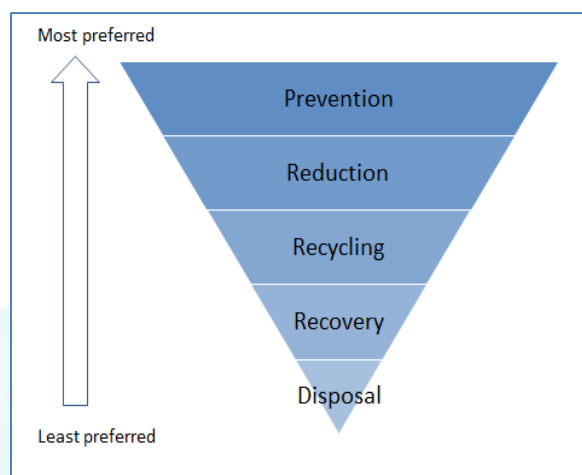 Most preferred
Prevention
Reduction
Recycling
Recovery
Disposal
Least preferred